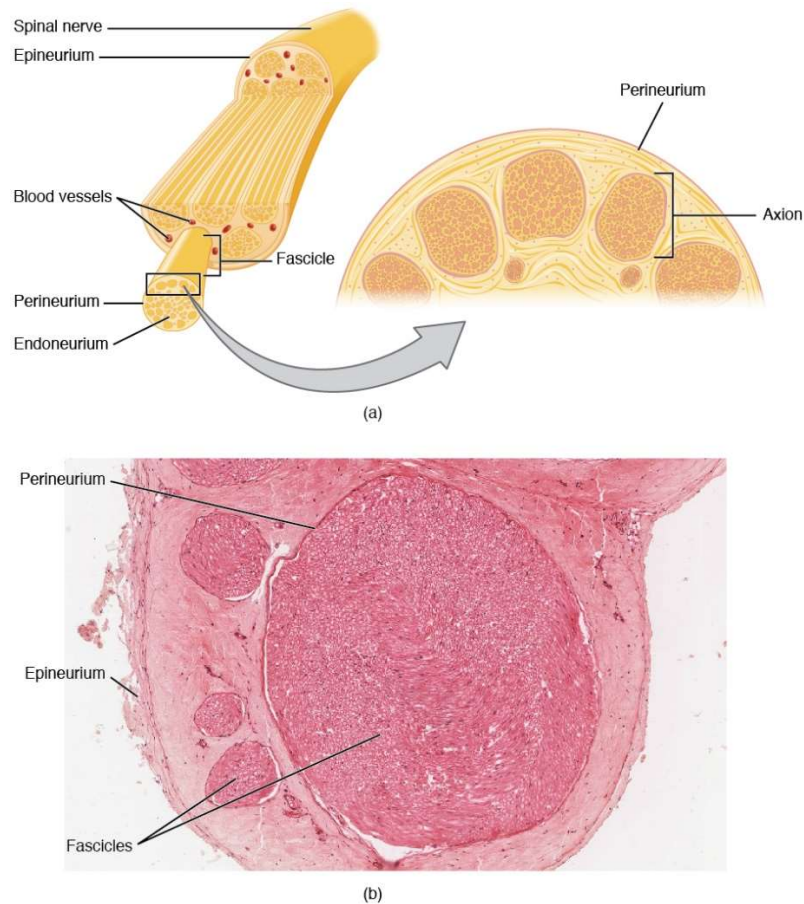 Spinal nerve
Epineurium
Perineurium
Blood vessels
Axion
Fascicle
Perineurium
Endoneurium
(a)
Perineurium
Epineurium
Fascicles
(b)